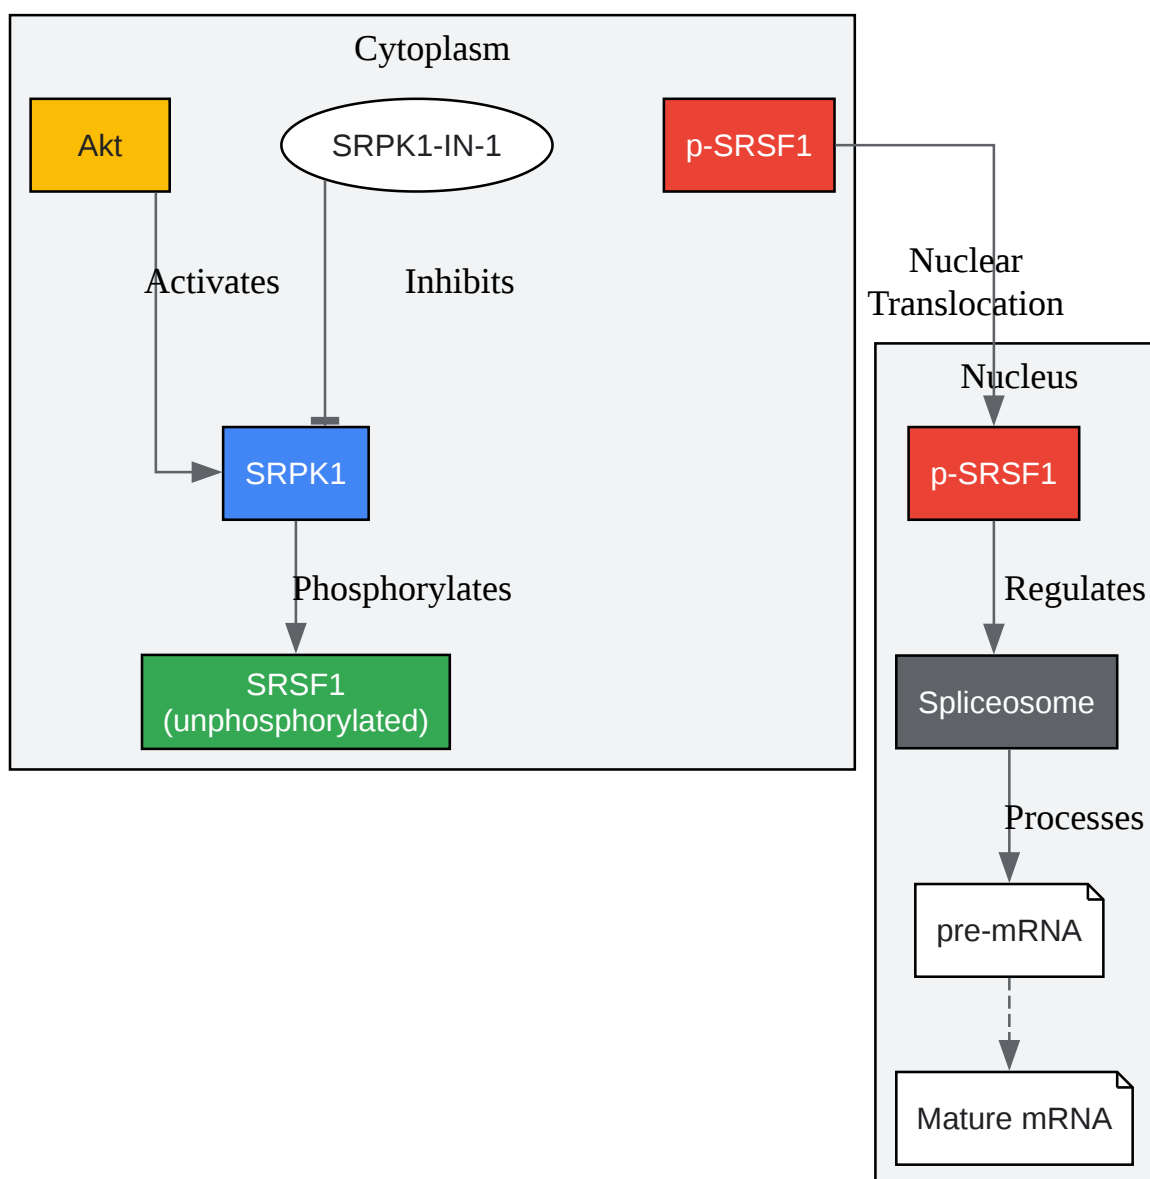 Cytoplasm
Akt
SRPK1-IN-1
p-SRSF1
Activates
Inhibits
Nuclear
Translocation
Nucleus
SRPK1
p-SRSF1
Phosphorylates
Regulates
SRSF1
(unphosphorylated)
Spliceosome
Processes
pre-mRNA
Mature mRNA